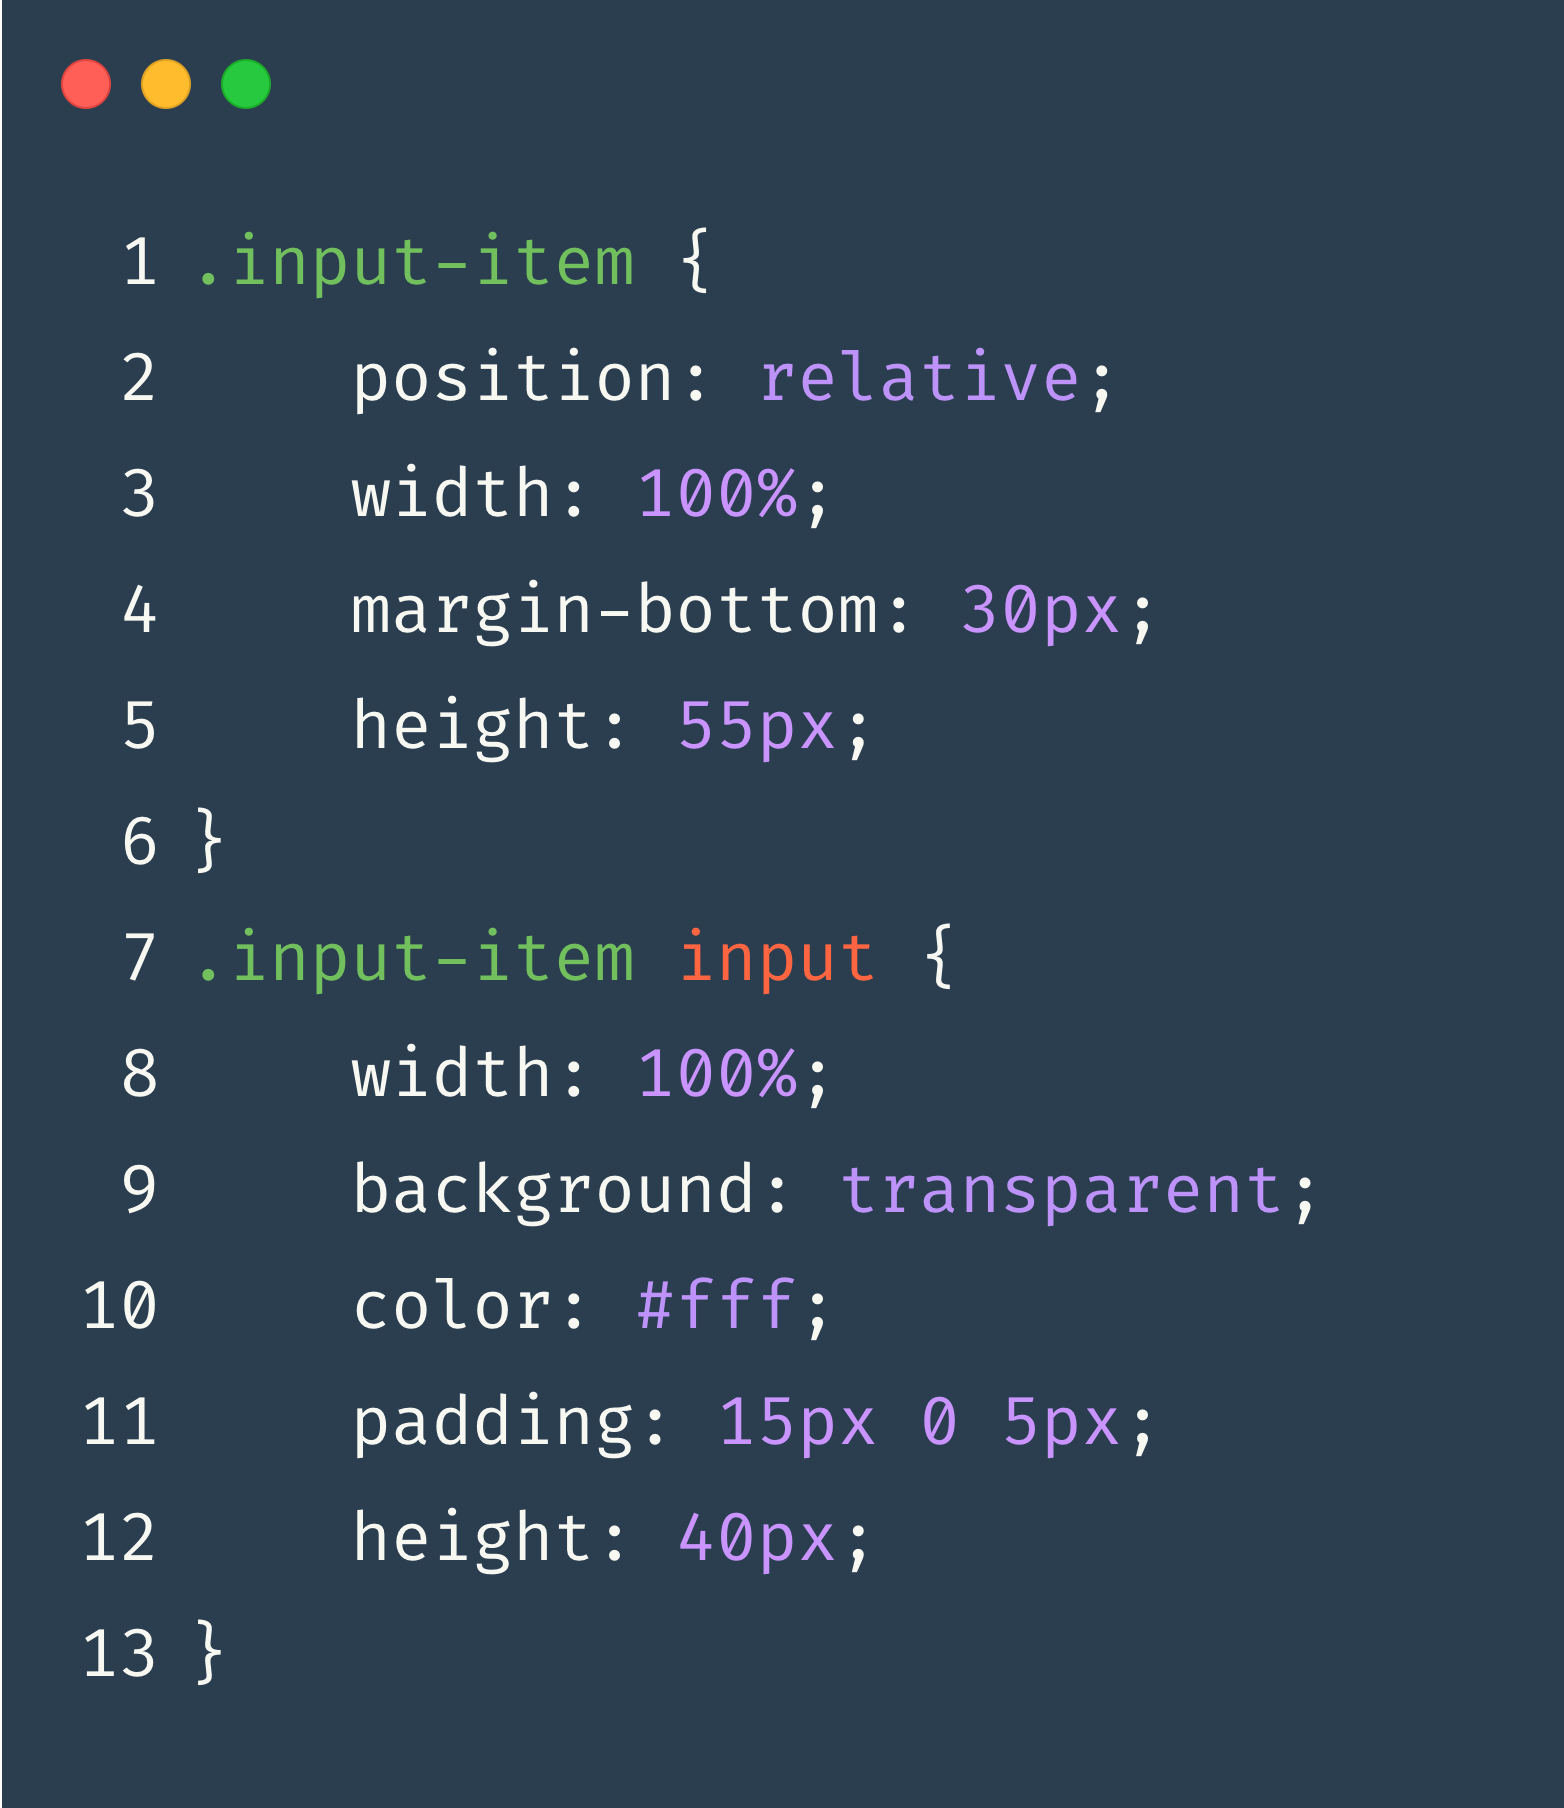 1 .input-item {
2     position: relative;
3     width: 100%;
4     margin-bottom: 30px;
5     height: 55px;
6 }
7 .input-item input {
8     width: 100%;
9     background: transparent;
10     color: #fff;
11     padding: 15px 0 5px;
12     height: 40px;
13 }